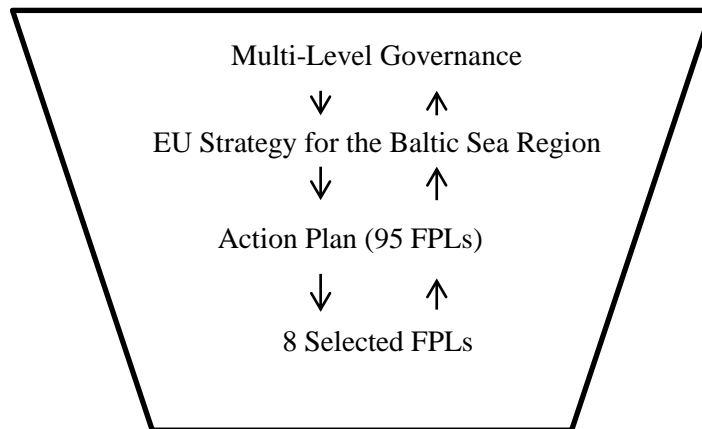 Multi-Level Governance
EU Strategy for the Baltic Sea Region
Action Plan (95 FPLs)
8 Selected FPLs